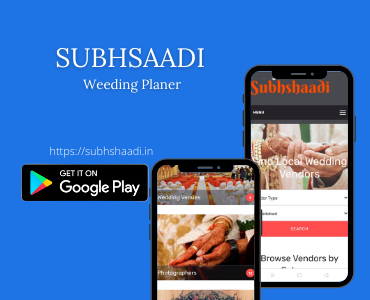 SUBHSAADI
Weeding Planer
https://subhshaadi.in
GET IT ON
Google Play
Subhshaadi
MENU
Find Local Wedding
Vendors
SEARCH
Browse Vendors by
Wedding Venues
Photographers